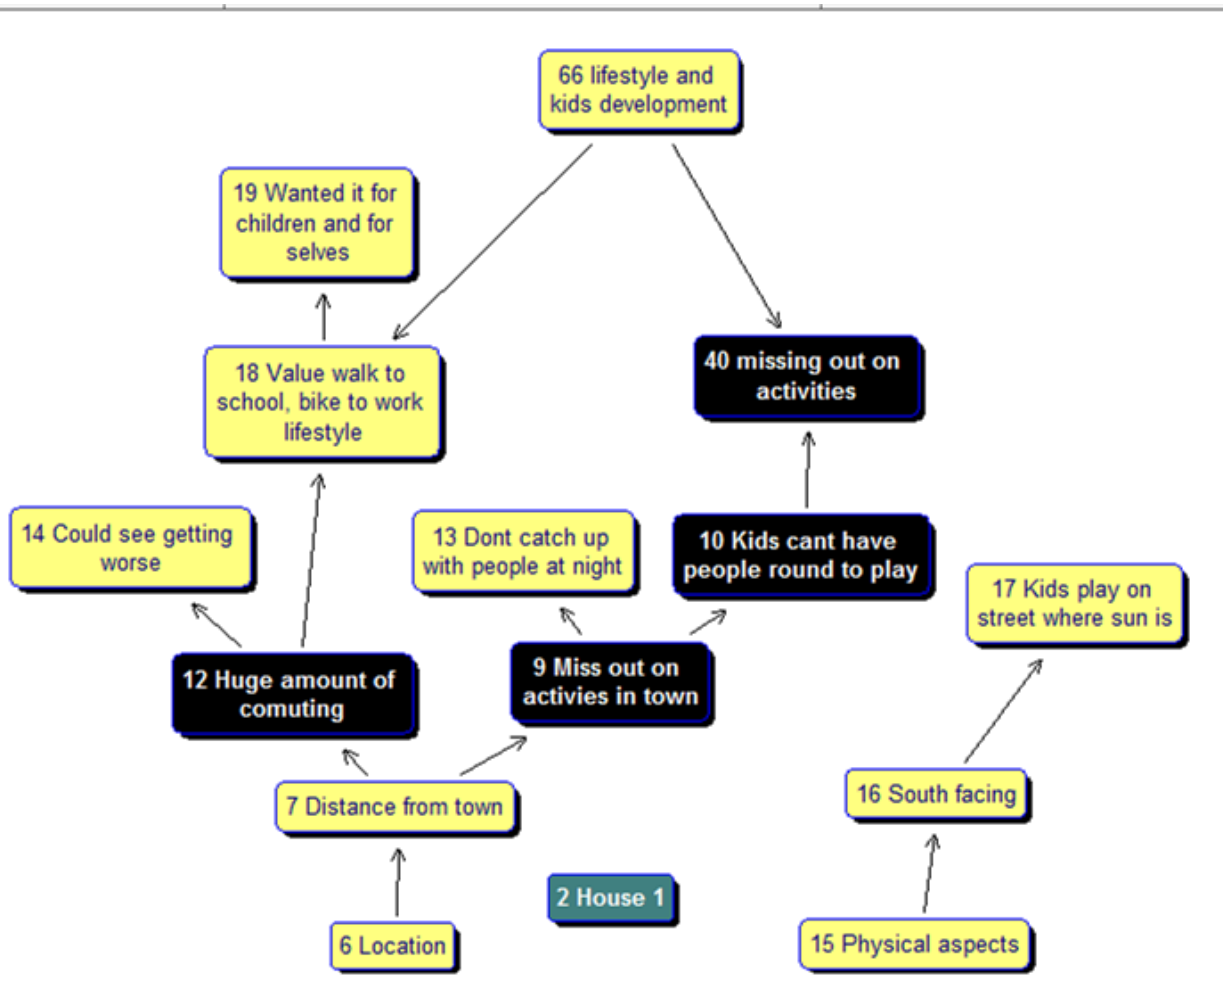 66 lifestyle and
kids development
19 Wanted it for
children and for
selves
18 Value walk to
school, bike to work
lifestyle
40 missing out on
activities
14 Could see getting
worse
13 Dont catch up
with people at night
10 Kids cant have
people round to play
17 Kids play on
street where sun is
12 Huge amount of
comuting
9 Miss out on
activies in town
7 Distance from town
16 South facing
2 House 1
6 Location
15 Physical aspects